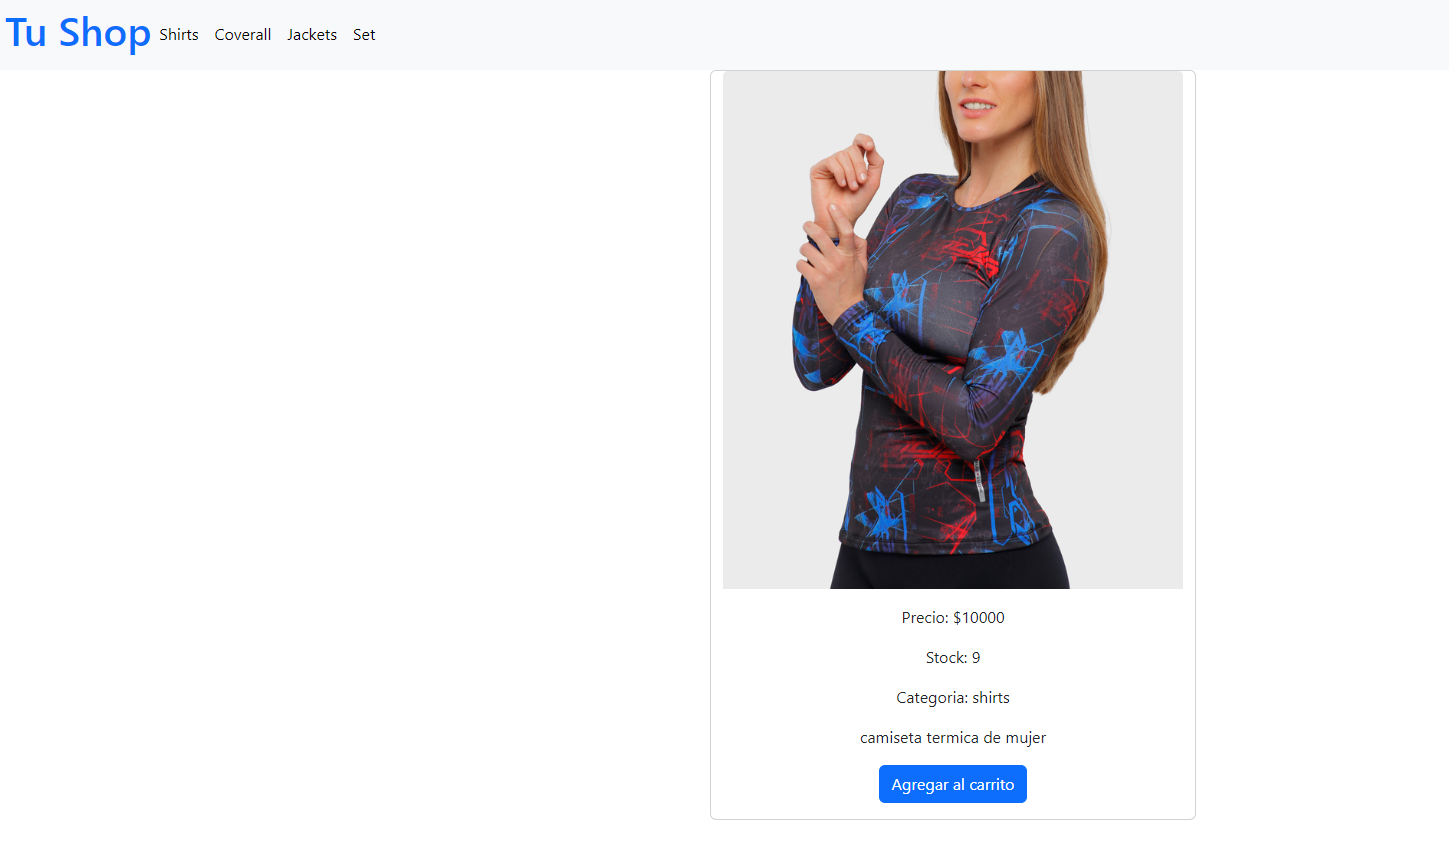 Tu Shop Shirts Coverall Jackets Set
Precio: $10000
Stock: 9
Categoria: shirts
camiseta termica de mujer
Agregar al carrito